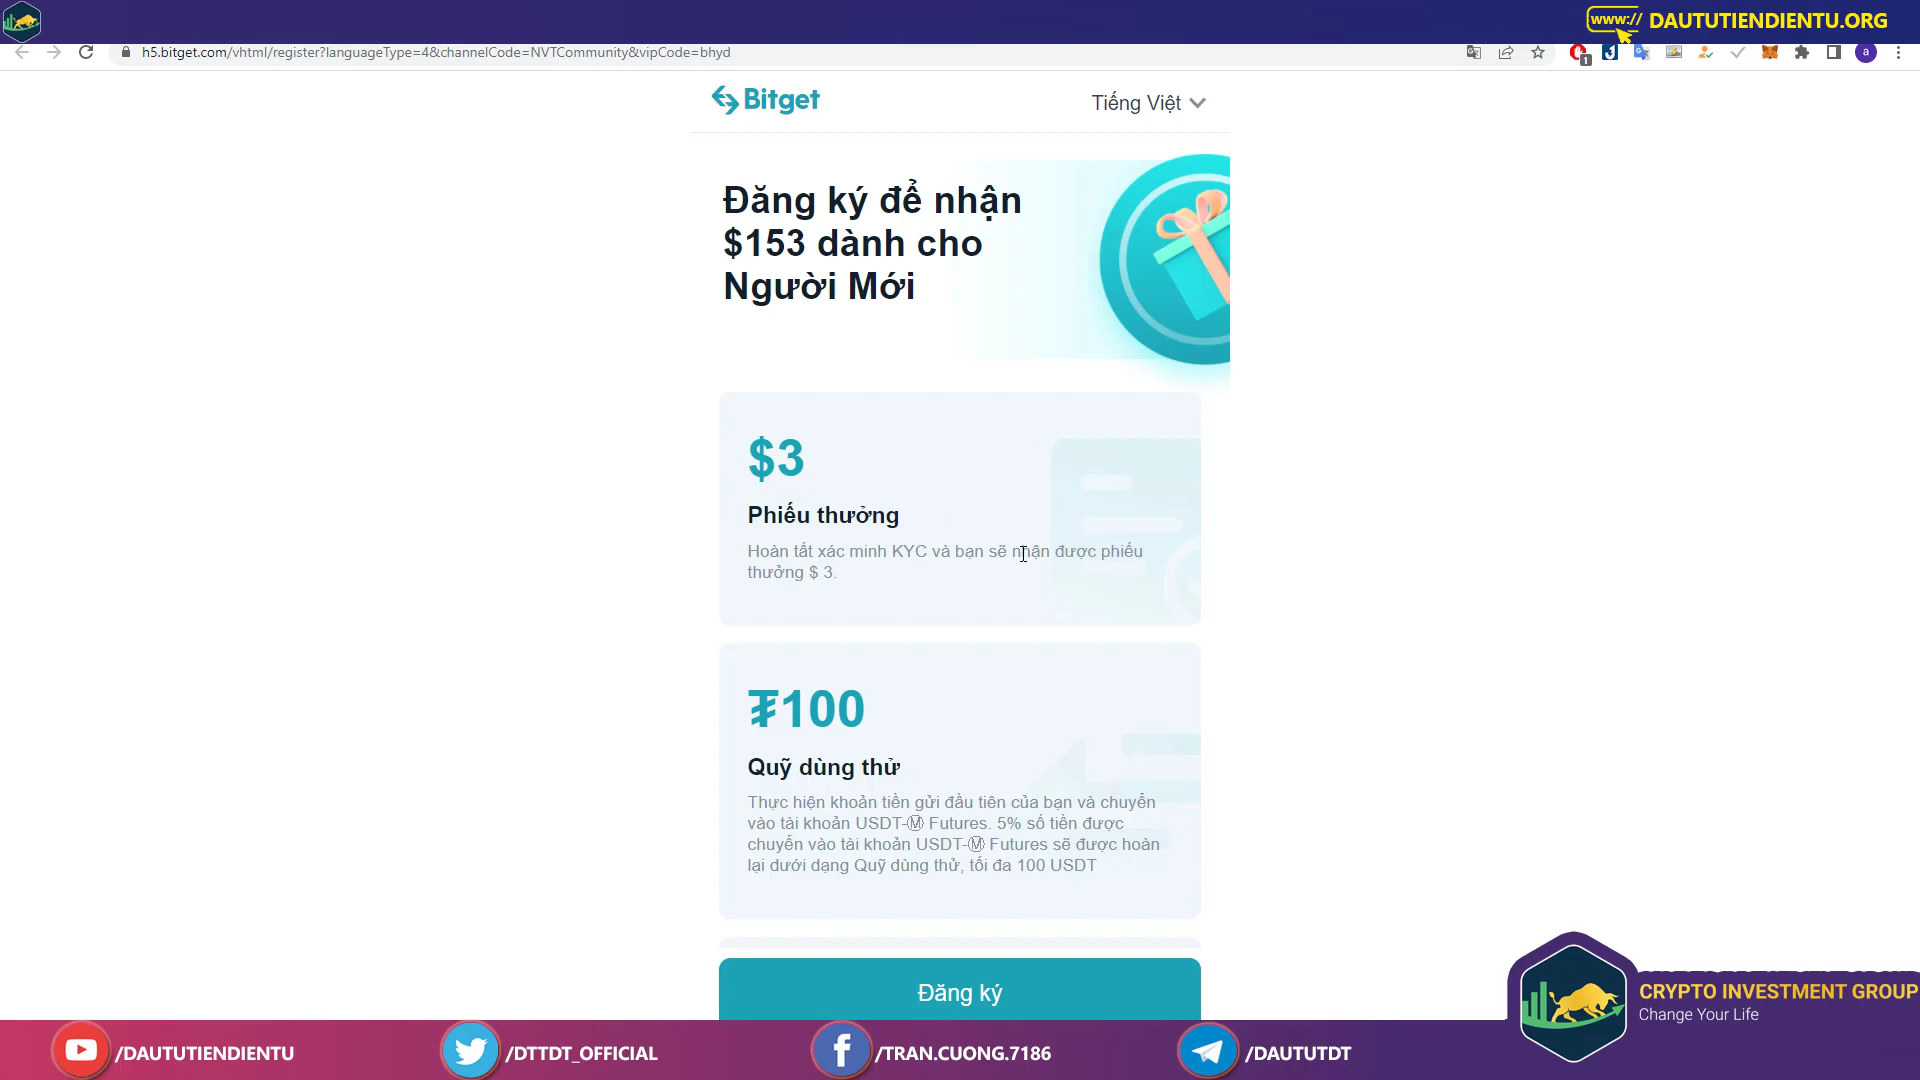 www:// DAUTUTIENDIENTU.ORG
h5.bitget.com/vhtml/register?languageType=4&channelCode=NVTCommunity&vipCode=bhyd
1
a
Bitget
Tiếng Việt
Đăng ký để nhận
$153 dành cho
Người Mới
$3
Phiếu thưởng
Hoàn tất xác minh KYC và bạn sẽ nhận được phiếu
thưởng $ 3.
₮100
Quỹ dùng thử
Thực hiện khoản tiền gửi đầu tiên của bạn và chuyển
vào tài khoản USDT-Ⓜ Futures. 5% số tiền được
chuyển vào tài khoản USDT-Ⓜ Futures sẽ được hoàn
lại dưới dạng Quỹ dùng thử, tối đa 100 USDT
Đăng ký
CRYPTO INVESTMENT GROUP
Change Your Life
/DAUTUTIENDIENTU
/DTTDT_OFFICIAL
/TRAN.CUONG.7186
/DAUTUTDT